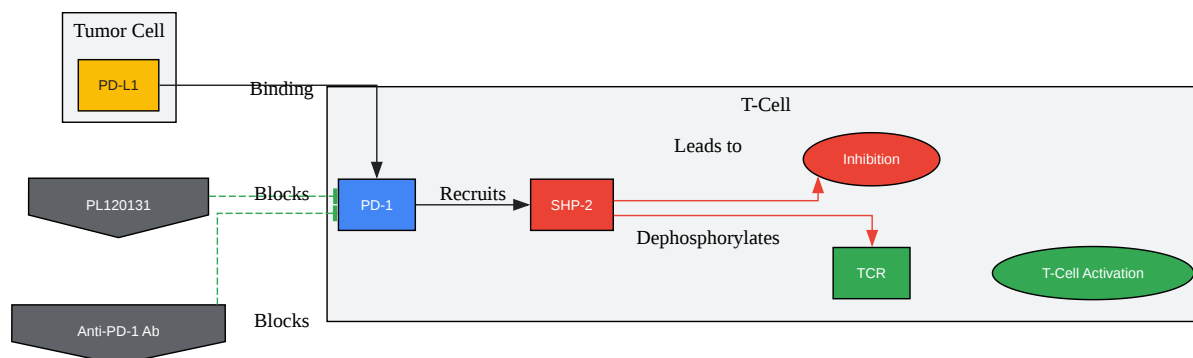 Tumor Cell
PD-L1
Binding
T-Cell
Leads to
Inhibition
PL120131
Blocks
PD-1
Recruits
SHP-2
Dephosphorylates
TCR
T-Cell Activation
Anti-PD-1 Ab
Blocks